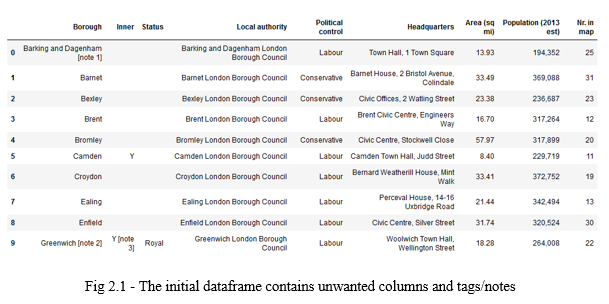 Borough Inner Status Local authority Political control Headquarters Area (sq mi) Population (2013 est) Nr. in map
0 Barking and Dagenham [note 1] Barking and Dagenham London Borough Council Labour Town Hall, 1 Town Square 13.93 194,352 25
1 Barnet Barnet London Borough Council Conservative Barnet House, 2 Bristol Avenue, Colindale 33.49 369,088 31
2 Bexley Bexley London Borough Council Conservative Civic Offices, 2 Watling Street 23.38 236,687 23
3 Brent Brent London Borough Council Labour Brent Civic Centre, Engineers Way 16.70 317,264 12
4 Bromley Bromley London Borough Council Conservative Civic Centre, Stockwell Close 57.97 317,899 20
5 Camden Y Camden London Borough Council Labour Camden Town Hall, Judd Street 8.40 229,719 11
6 Croydon Croydon London Borough Council Labour Bernard Weatherill House, Mint Walk 33.41 372,752 19
7 Ealing Ealing London Borough Council Labour Perceval House, 14-16 Uxbridge Road 21.44 342,494 13
8 Enfield Enfield London Borough Council Labour Civic Centre, Silver Street 31.74 320,524 30
9 Greenwich [note 2] Y [note 3] Royal Greenwich London Borough Council Labour Woolwich Town Hall, Wellington Street 18.28 264,008 22
Fig 2.1 - The initial dataframe contains unwanted columns and tags/notes